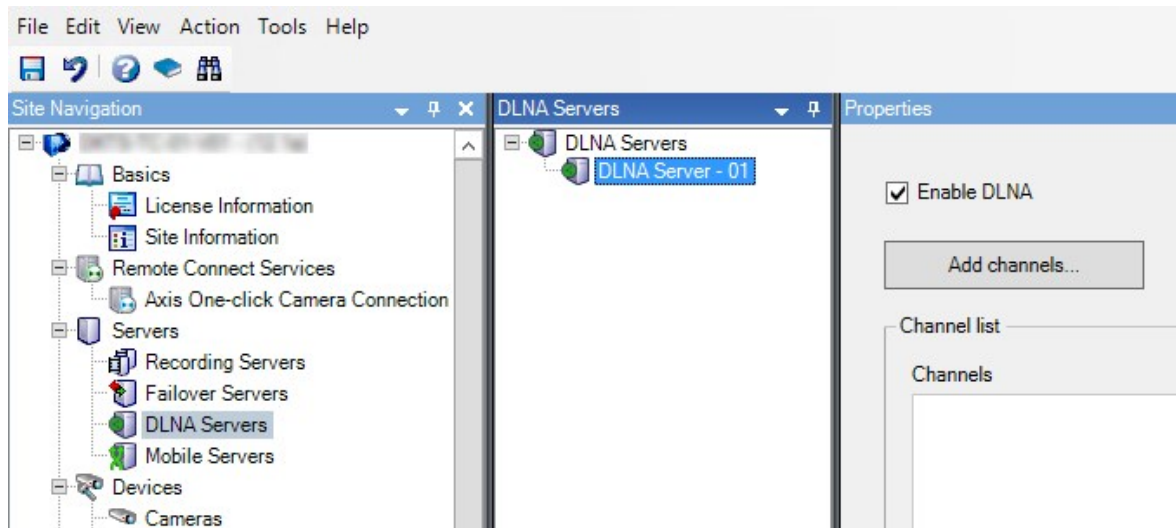 File Edit View Action Tools Help
Site Navigation
Basics
License Information
Site Information
Remote Connect Services
Axis One-click Camera Connection
Servers
Recording Servers
Failover Servers
DLNA Servers
Mobile Servers
Devices
Cameras
DLNA Servers
DLNA Servers
DLNA Server - 01
Properties
Enable DLNA
Add channels...
Channel list
Channels